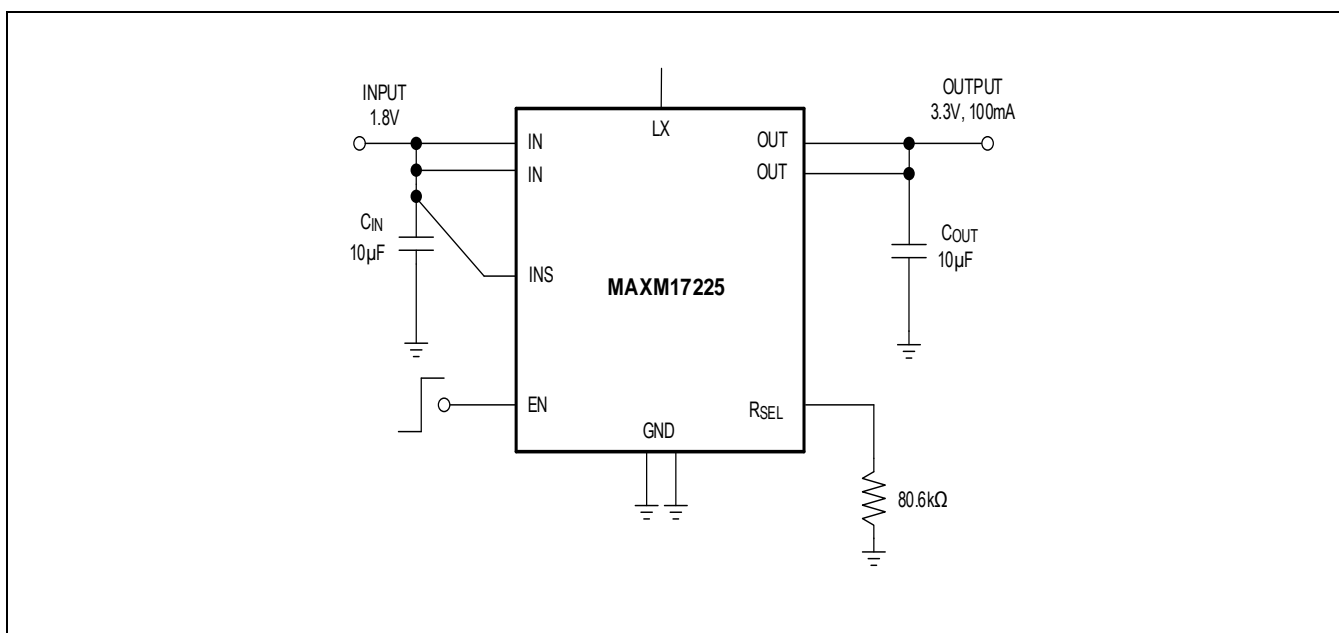 INPUT
1.8V
OUTPUT
3.3V, 100mA
LX
IN
OUT
IN
OUT
CIN
10µF
COUT
10µF
INS
MAXM17225
EN
RSEL
GND
80.6kΩ